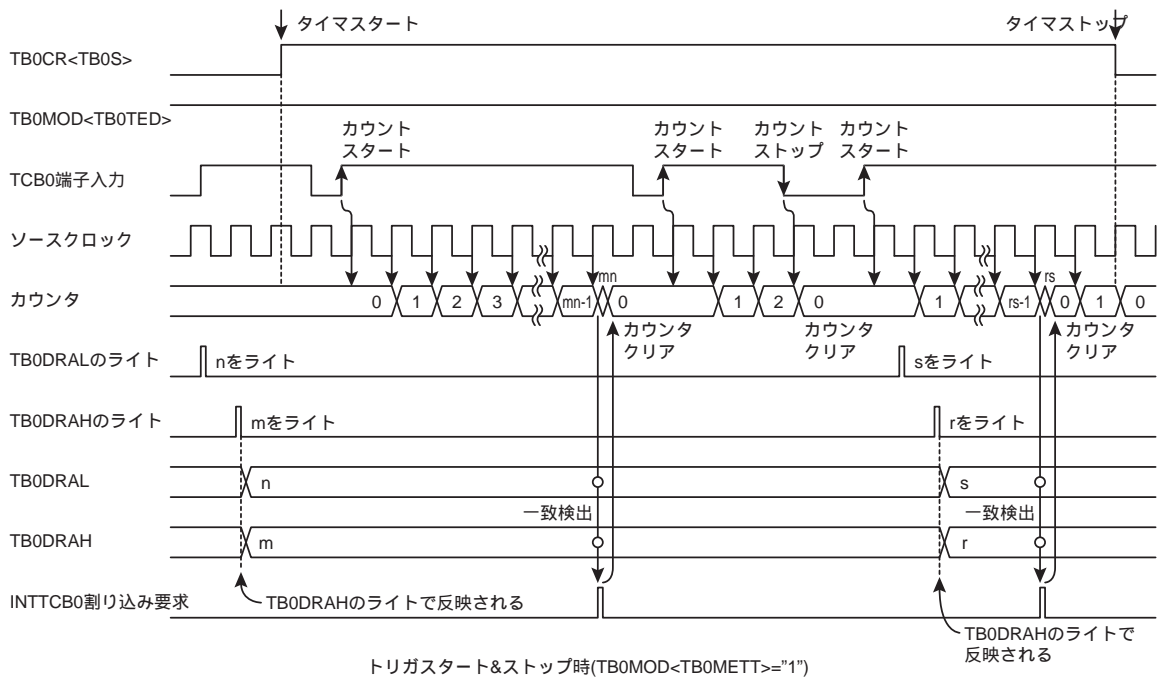 タイマスタート
タイマストップ
TB0CR<TB0S>
TB0MOD<TB0TED>
カウント
スタート
カウント
スタート
カウント
ストップ
カウント
スタート
TCB0端子入力
ソースクロック
mn
rs
カウンタ
0 1 2 3 mn-1 0 1 2 0 1 rs-1 0 1 0
カウンタ
クリア
カウンタ
クリア
カウンタ
クリア
TB0DRALのライト
nをライト
sをライト
TB0DRAHのライト
mをライト
rをライト
TB0DRAL
n
s
一致検出
一致検出
TB0DRAH
m
r
INTTCB0割り込み要求
TB0DRAHのライトで反映される
TB0DRAHのライトで
反映される
トリガスタート&ストップ時(TB0MOD<TB0METT>="1")